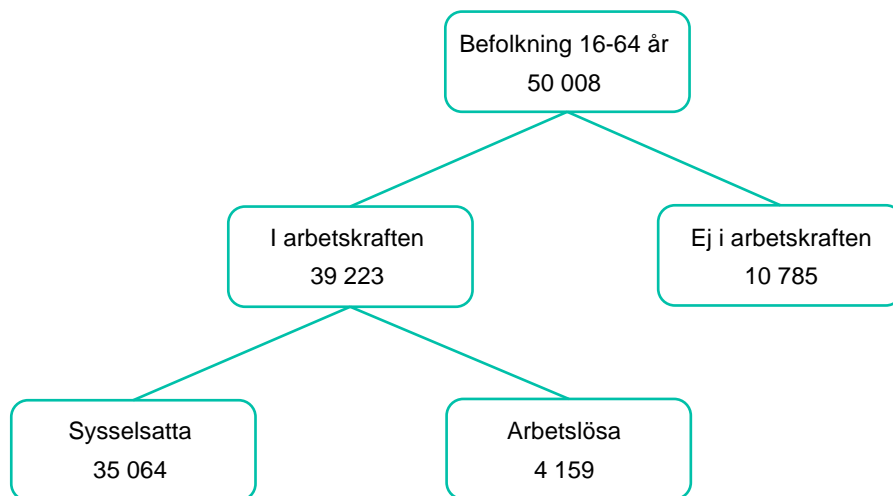 Befolkning 16-64 år
50 008
I arbetskraften
39 223
Ej i arbetskraften
10 785
Sysselsatta
35 064
Arbetslösa
4 159